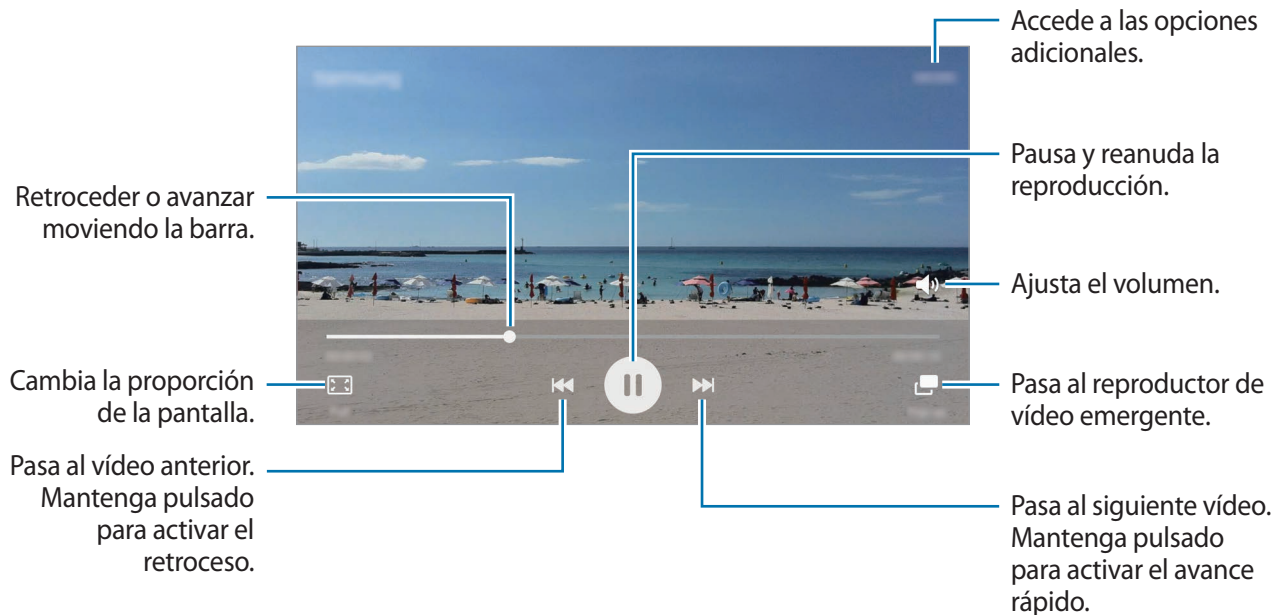 Accede a las opciones
adicionales.
Pausa y reanuda la
reproducción.
Retroceder o avanzar
moviendo la barra.
Ajusta el volumen.
Cambia la proporción
de la pantalla.
Pasa al reproductor de
vídeo emergente.
Pasa al vídeo anterior.
Mantenga pulsado
para activar el
retroceso.
Pasa al siguiente vídeo.
Mantenga pulsado
para activar el avance
rápido.